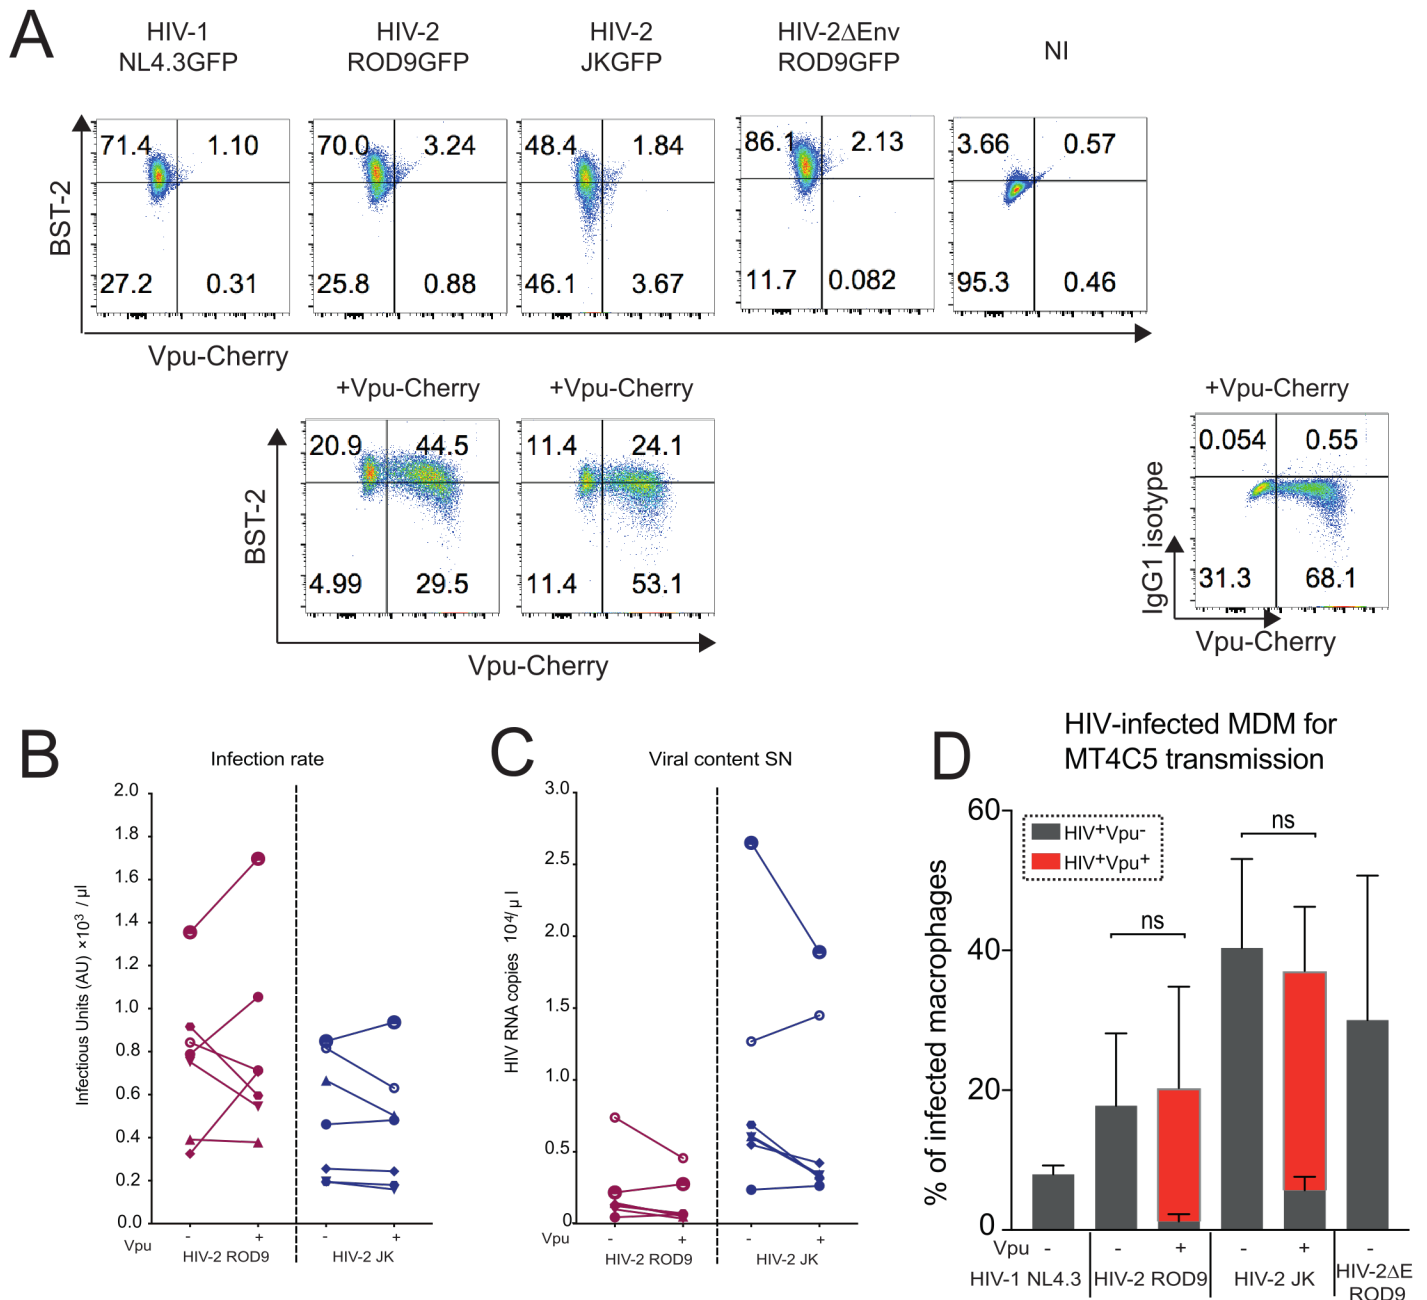 A
HIV-1
NL4.3GFP
HIV-2
ROD9GFP
HIV-2
JKGFP
HIV-2ΔEnv
ROD9GFP
NI
71.4 1.10
27.2 0.31
70.0 3.24
25.8 0.88
48.4 1.84
46.1 3.67
86.1 2.13
11.7 0.082
3.66 0.57
95.3 0.46
BST-2
Vpu-Cherry
+Vpu-Cherry
+Vpu-Cherry
+Vpu-Cherry
20.9 44.5
4.99 29.5
11.4 24.1
11.4 53.1
BST-2
Vpu-Cherry
0.054 0.55
31.3 68.1
IgG1 isotype
Vpu-Cherry
B
Infection rate
Infectious Units (AU) ×10³ / µl
2.0
1.8
1.6
1.4
1.2
1.0
0.8
0.6
0.4
0.2
0.0
Vpu - + - +
HIV-2 ROD9 HIV-2 JK
C
Viral content SN
HIV RNA copies 10⁴/µl
3.0
2.5
2.0
1.5
1.0
0.5
0
- + - +
HIV-2 ROD9 HIV-2 JK
D
HIV-infected MDM for
MT4C5 transmission
% of infected macrophages
60
40
20
0
HIV⁺Vpu⁻
HIV⁺Vpu⁺
ns
ns
Vpu - - + - + -
HIV-1 NL4.3 HIV-2 ROD9 HIV-2 JK HIV-2ΔE
ROD9